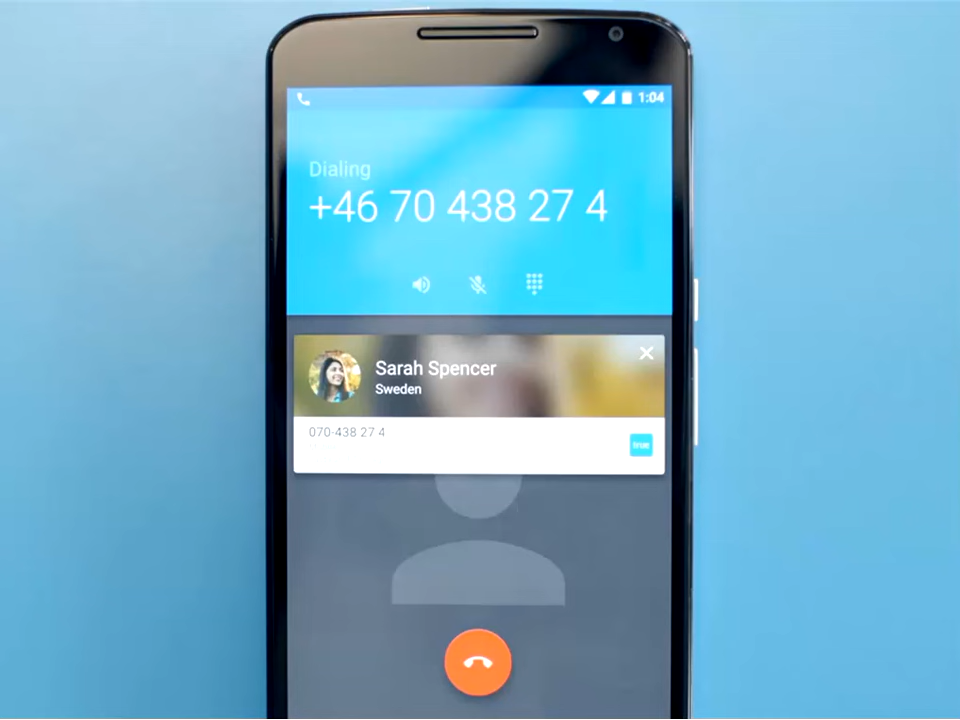 1:04
Dialing
+46 70 438 27 4
Sarah Spencer
Sweden
070-438 27 4
true